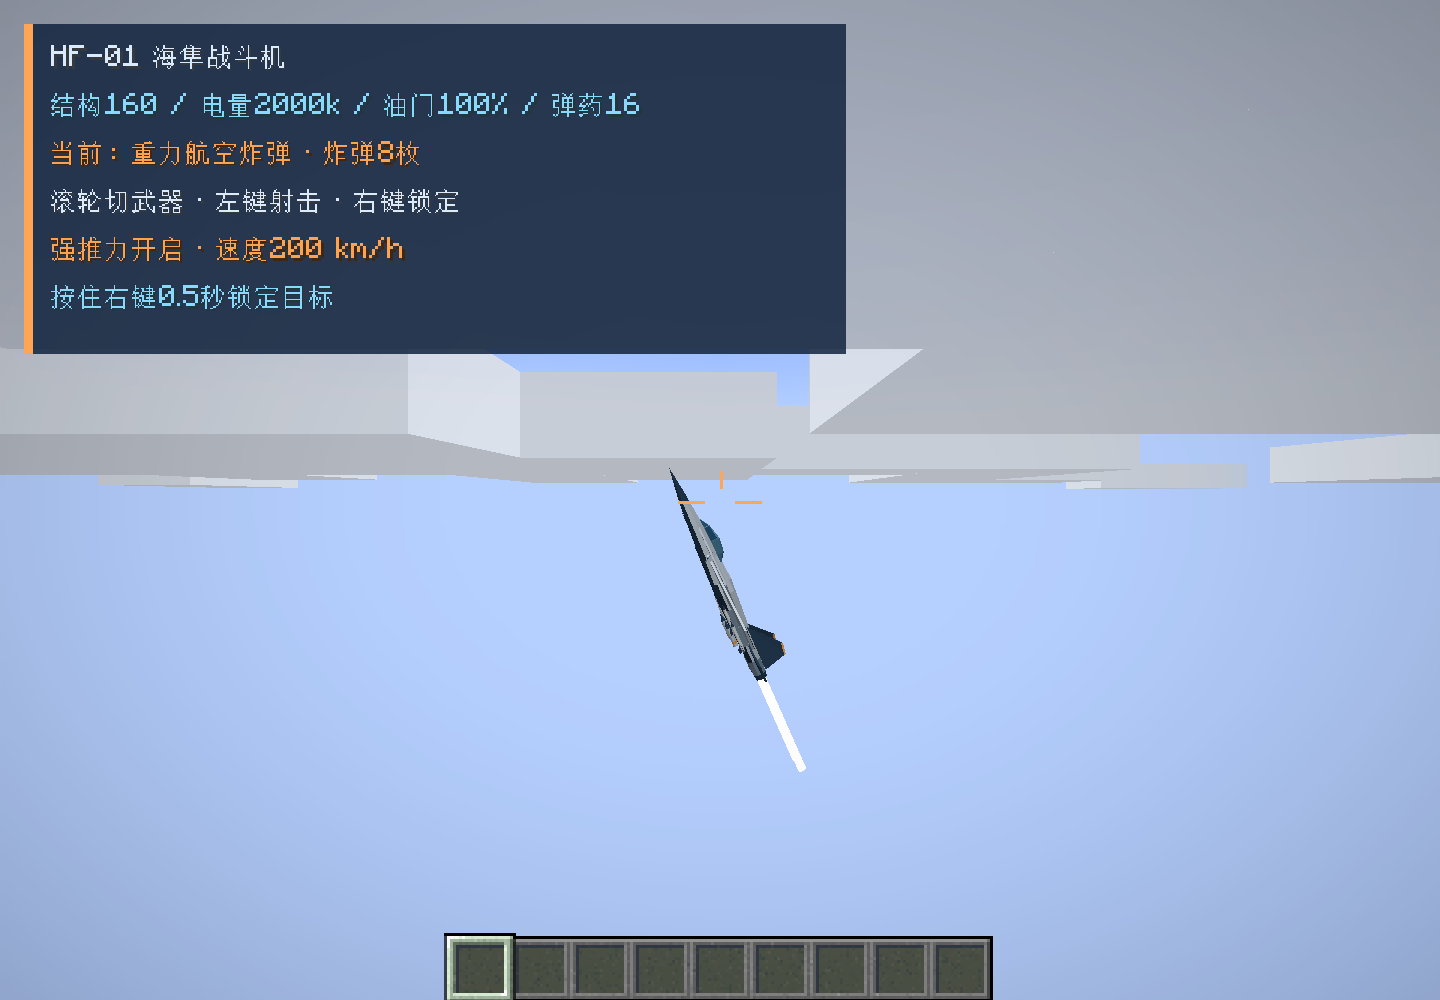 HF-01 海隼战斗机
结构160 / 电量2000k / 油门100% / 弹药16
当前：重力航空炸弹 · 炸弹8枚
滚轮切武器 · 左键射击 · 右键锁定
强推力开启 · 速度200 km/h
按住右键0.5秒锁定目标